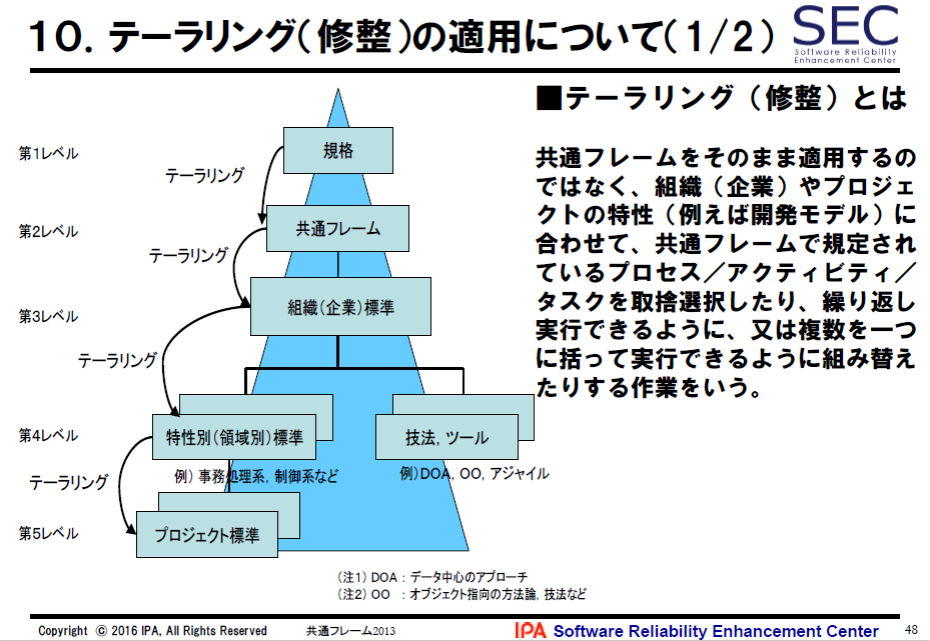 10. テーラリング(修整)の適用について(1/2)
SEC
Software Reliability
Enhancement Center
■テーラリング（修整）とは
共通フレームをそのまま適用するの
ではなく、組織（企業）やプロジェ
クトの特性（例えば開発モデル）に
合わせて、共通フレームで規定され
ているプロセス／アクティビティ／
タスクを取捨選択したり、繰り返し
実行できるように、又は複数を一つ
に括って実行できるように組み替え
たりする作業をいう。
第1レベル
規格
テーラリング
第2レベル
共通フレーム
テーラリング
第3レベル
組織(企業)標準
テーラリング
第4レベル
特性別(領域別)標準
技法, ツール
例) 事務処理系, 制御系など
例)DOA, OO, アジャイル
テーラリング
第5レベル
プロジェクト標準
(注1) DOA : データ中心のアプローチ
(注2) OO : オブジェクト指向の方法論, 技法など
Copyright © 2016 IPA, All Rights Reserved
共通フレーム2013
IPA Software Reliability Enhancement Center
48